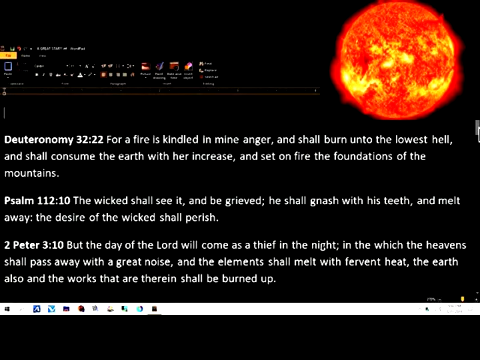 Deuteronomy 32:22 For a fire is kindled in mine anger, and shall burn unto the lowest hell,
and shall consume the earth with her increase, and set on fire the foundations of the
mountains.
Psalm 112:10 The wicked shall see it, and be grieved; he shall gnash with his teeth, and melt
away: the desire of the wicked shall perish.
2 Peter 3:10 But the day of the Lord will come as a thief in the night; in the which the heavens
shall pass away with a great noise, and the elements shall melt with fervent heat, the earth
also and the works that are therein shall be burned up.